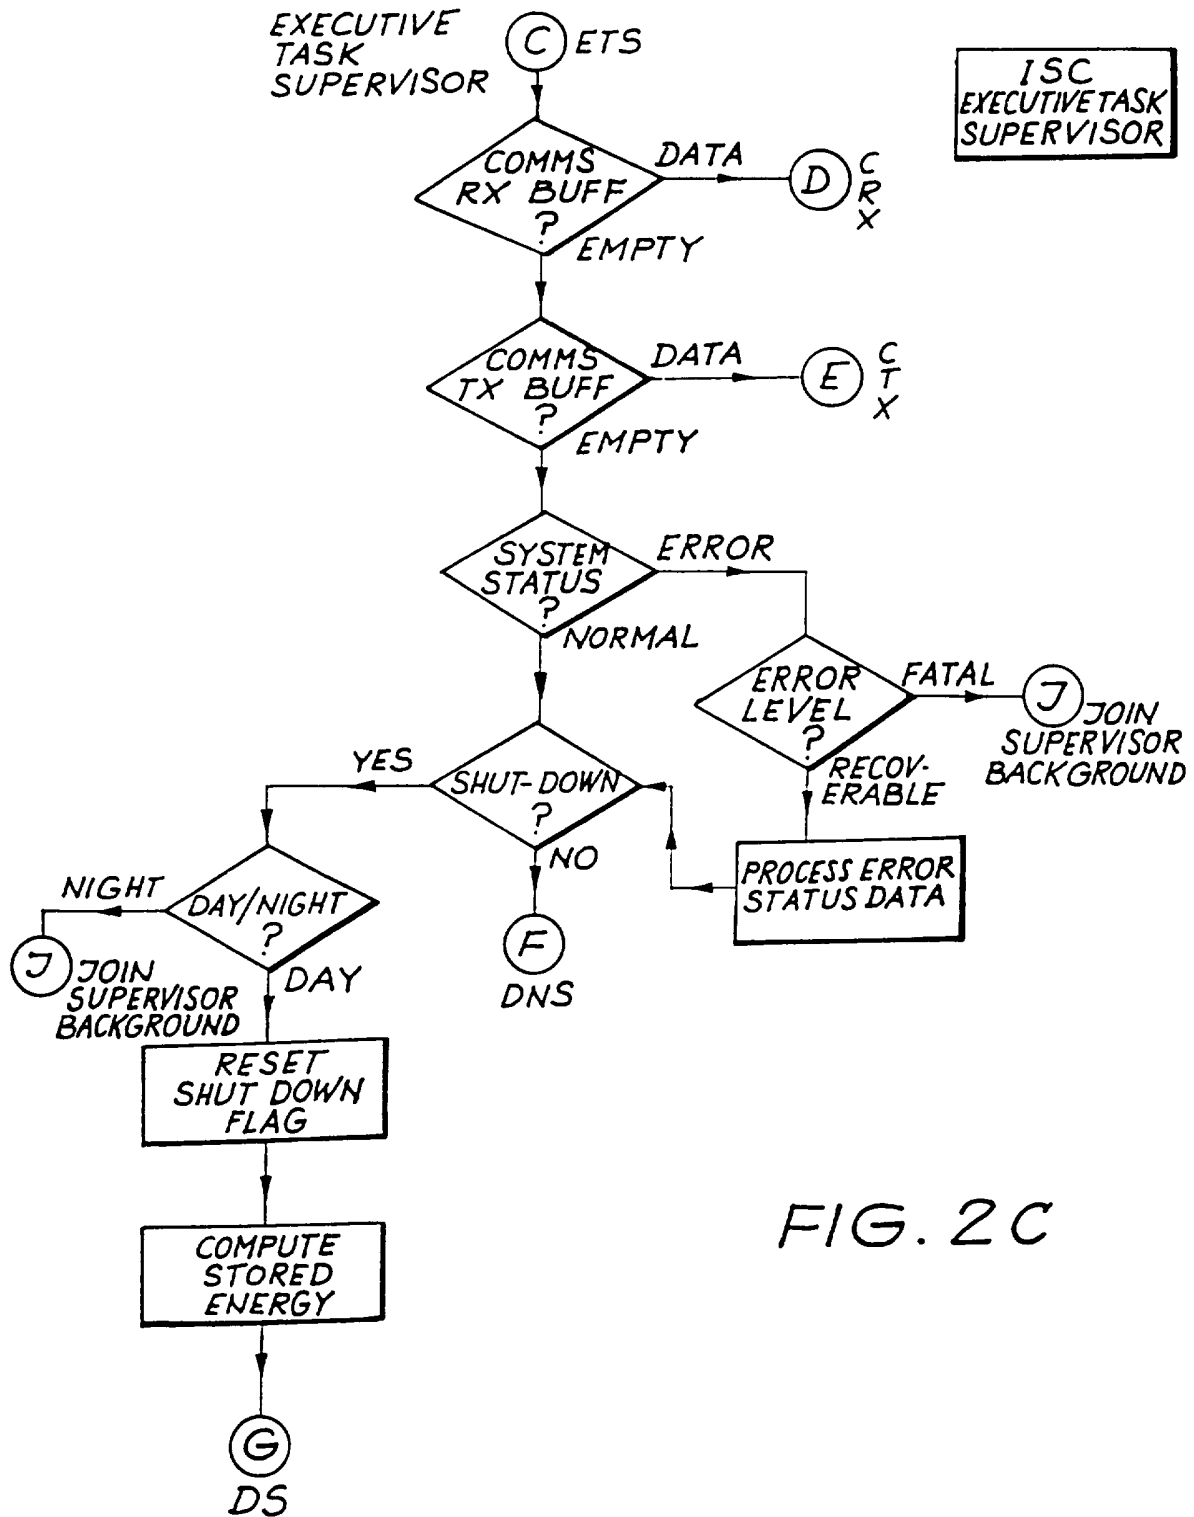 EXECUTIVE
TASK
SUPERVISOR
C ETS
ISC
EXECUTIVE TASK
SUPERVISOR
COMMS
RX BUFF
?
DATA
D
C
R
X
EMPTY
COMMS
TX BUFF
?
DATA
E
C
T
X
EMPTY
SYSTEM
STATUS
?
ERROR
NORMAL
ERROR
LEVEL
?
FATAL
J JOIN
SUPERVISOR
BACKGROUND
RECOV-
ERABLE
YES
SHUT-DOWN
?
NO
PROCESS ERROR
STATUS DATA
NIGHT
DAY/NIGHT
?
F
DNS
J JOIN
SUPERVISOR
BACKGROUND
DAY
RESET
SHUT DOWN
FLAG
COMPUTE
STORED
ENERGY
FIG. 2C
G
DS